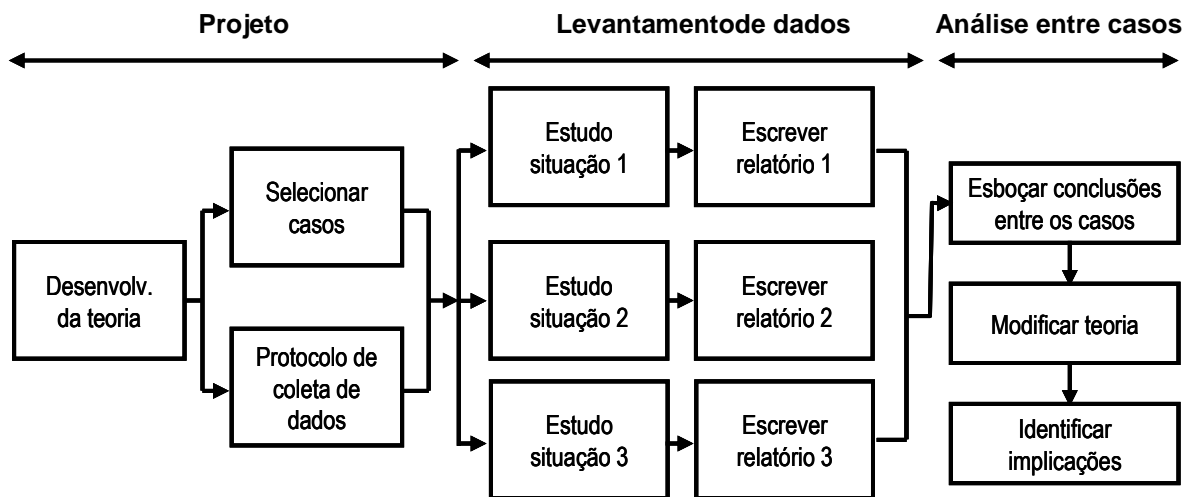 Projeto
Levantamentode dados
Análise entre casos
Desenvolv.
da teoria
Selecionar
casos
Protocolo de
coleta de
dados
Estudo
situação 1
Escrever
relatório 1
Estudo
situação 2
Escrever
relatório 2
Estudo
situação 3
Escrever
relatório 3
Esboçar conclusões
entre os casos
Modificar teoria
Identificar
implicações